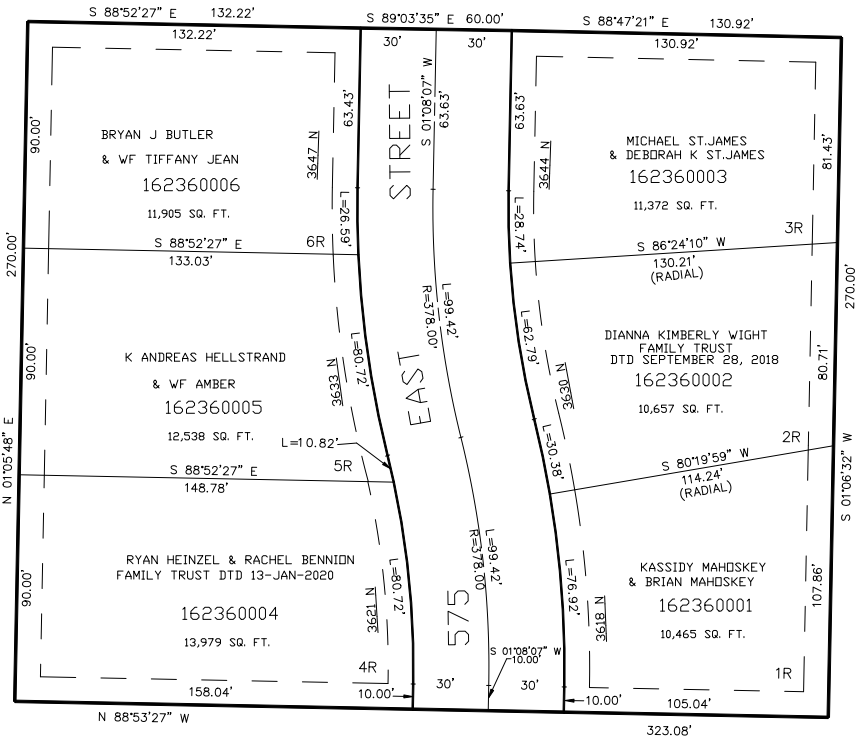 S 88°52'27" E 132.22'
S 89°03'35" E 60.00'
S 88°47'21" E 130.92'
132.22'
30'
30'
130.92'
90.00'
BRYAN J BUTLER
& WF TIFFANY JEAN
162360006
11,905 SQ. FT.
3647 N
63.43'
L=26.59'
S 88°52'27" E
133.03'
6R
STREET
S 01°08'07" W
63.63'
63.93'
L=28.74'
3644 N
MICHAEL ST.JAMES
& DEBORAH K ST.JAMES
162360003
11,372 SQ. FT.
81.43'
3R
S 86°24'10" W
130.21'
(RADIAL)
270.00'
270.00'
90.00'
K ANDREAS HELLSTRAND
& WF AMBER
162360005
12,538 SQ. FT.
3633 N
L=80.72'
L=10.82'
S 88°52'27" E
148.78'
5R
EAST
L=99.42'
R=378.00'
L=62.79'
3630 N
DIANNA KIMBERLY WIGHT
FAMILY TRUST
DTD SEPTEMBER 28, 2018
162360002
10,657 SQ. FT.
80.71'
2R
L=30.38'
S 80°19'59" W
114.24'
(RADIAL)
N 01°05'48" E
S 01°06'32" W
90.00'
RYAN HEINZEL & RACHEL BENNION
FAMILY TRUST DTD 13-JAN-2020
162360004
13,979 SQ. FT.
3621 N
L=80.72'
4R
158.04'
10.00'
575
L=99.42'
R=378.00
S 01°08'07" W
10.00'
30'
30'
L=76.92'
3618 N
KASSIDY MAHOSKEY
& BRIAN MAHOSKEY
162360001
10,465 SQ. FT.
107.86'
1R
10.00'
105.04'
N 88°53'27" W
323.08'